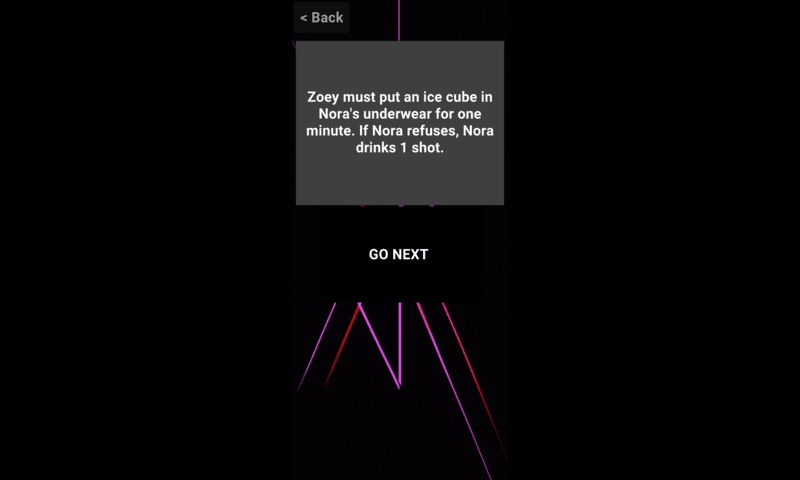 < Back
Zoey must put an ice cube in
Nora's underwear for one
minute. If Nora refuses, Nora
drinks 1 shot.
GO NEXT